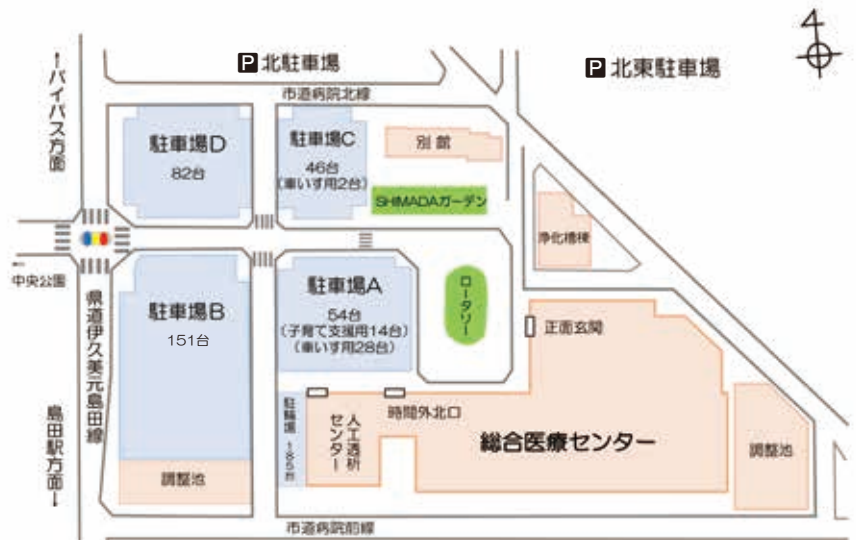 ↑バイパス方面
P 北駐車場
P 北東駐車場
4
市道病院北線
駐車場D
82台
駐車場C
46台
(車いす用2台)
別館
SHIMADAガーデン
浄化槽棟
←
中央公園
県道伊久美元島田線
駐車場B
151台
駐車場A
54台
(子育て支援用14台)
(車いす用28台)
ロータリー
正面玄関
島田駅方面↓
駐輪場 185台
人工透析
センター
時間外北口
総合医療センター
調整池
調整池
市道病院前線